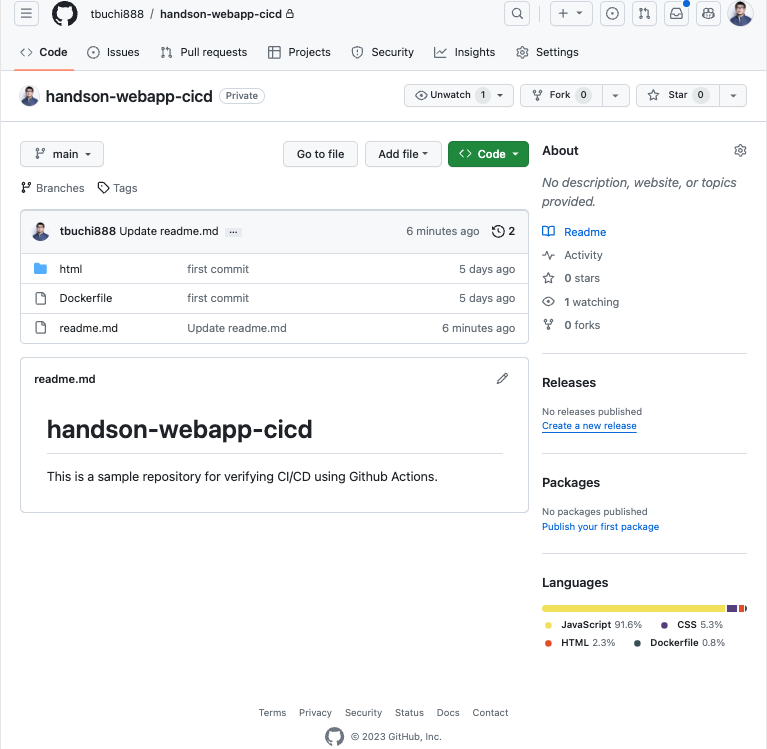 tbuchi888 / handson-webapp-cicd
Code Issues Pull requests Projects Security Insights Settings
handson-webapp-cicd Private Unwatch 1 Fork 0 Star 0
main Go to file Add file Code
Branches Tags
tbuchi888 Update readme.md ... 6 minutes ago 2
html first commit 5 days ago
Dockerfile first commit 5 days ago
readme.md Update readme.md 6 minutes ago
readme.md
handson-webapp-cicd
This is a sample repository for verifying CI/CD using Github Actions.
About
No description, website, or topics
provided.
Readme
Activity
0 stars
1 watching
0 forks
Releases
No releases published
Create a new release
Packages
No packages published
Publish your first package
Languages
JavaScript 91.6% CSS 5.3%
HTML 2.3% Dockerfile 0.8%
Terms Privacy Security Status Docs Contact
© 2023 GitHub, Inc.